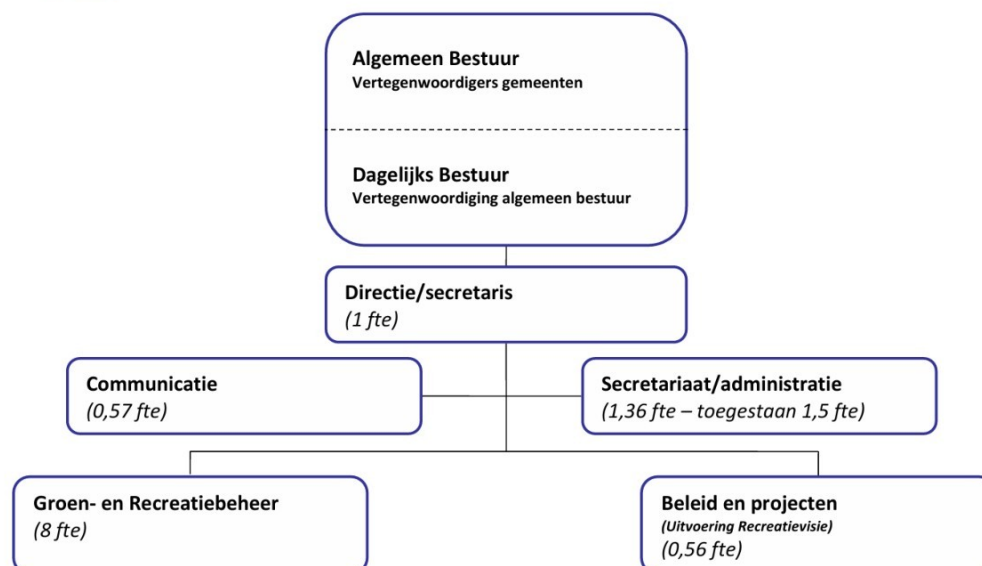 Algemeen Bestuur
Vertegenwoordigers gemeenten
Dagelijks Bestuur
Vertegenwoordiging algemeen bestuur
Directie/secretaris
(1 fte)
Communicatie
(0,57 fte)
Secretariaat/administratie
(1,36 fte – toegestaan 1,5 fte)
Groen- en Recreatiebeheer
(8 fte)
Beleid en projecten
(Uitvoering Recreatievisie)
(0,56 fte)